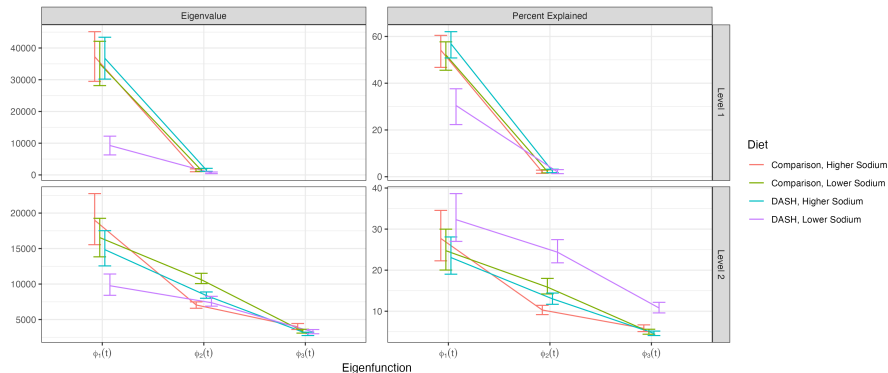 Eigenvalue
Percent Explained
40000
30000
20000
10000
0
60
40
20
0
Level 1
20000
15000
10000
5000
40
30
20
10
Level 2
ϕ₁(t)
ϕ₂(t)
ϕ₃(t)
ϕ₁(t)
ϕ₂(t)
ϕ₃(t)
Eigenfunction
Diet
Comparison, Higher Sodium
Comparison, Lower Sodium
DASH, Higher Sodium
DASH, Lower Sodium